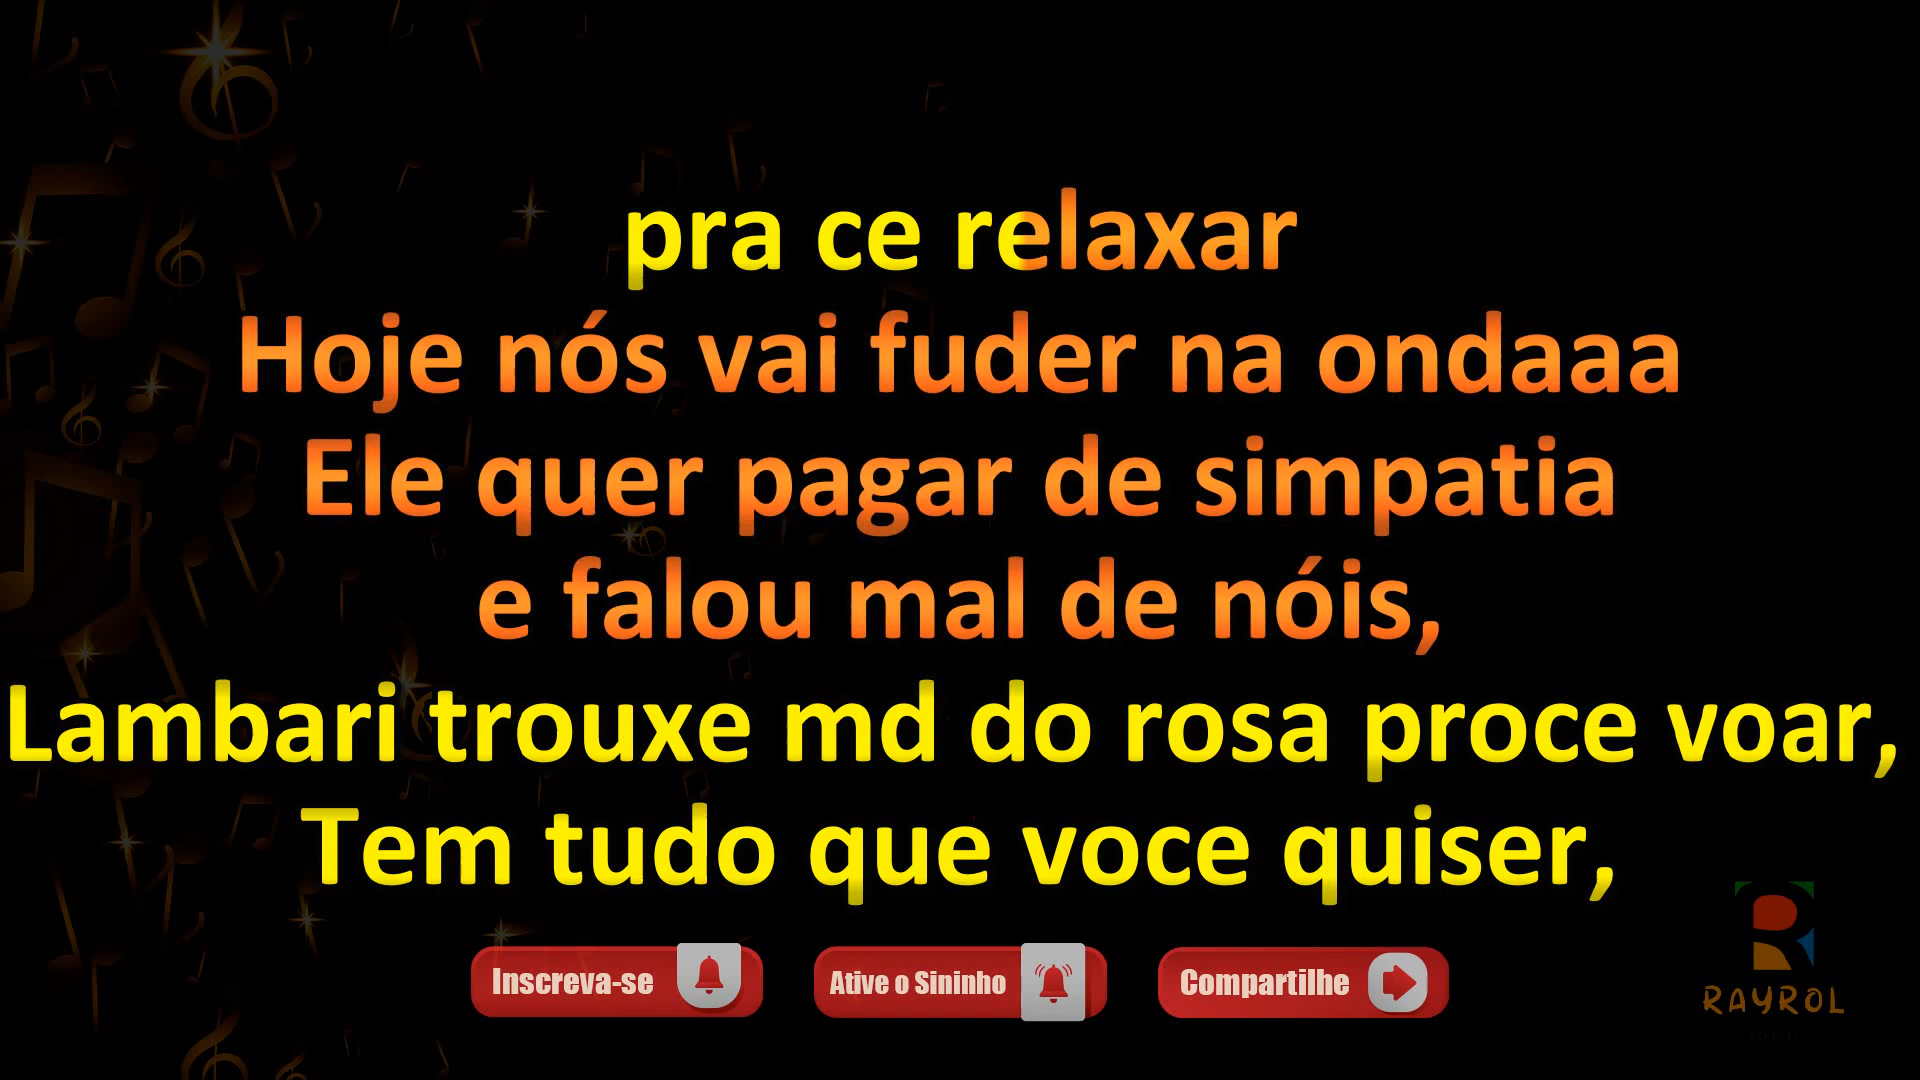 pra ce relaxar
Hoje nós vai fuder na ondaaa
Ele quer pagar de simpatia
e falou mal de nóis,
Lambari trouxe md do rosa proce voar,
Tem tudo que voce quiser,
Inscreva-se
Ative o Sininho
Compartilhe
RAYROL